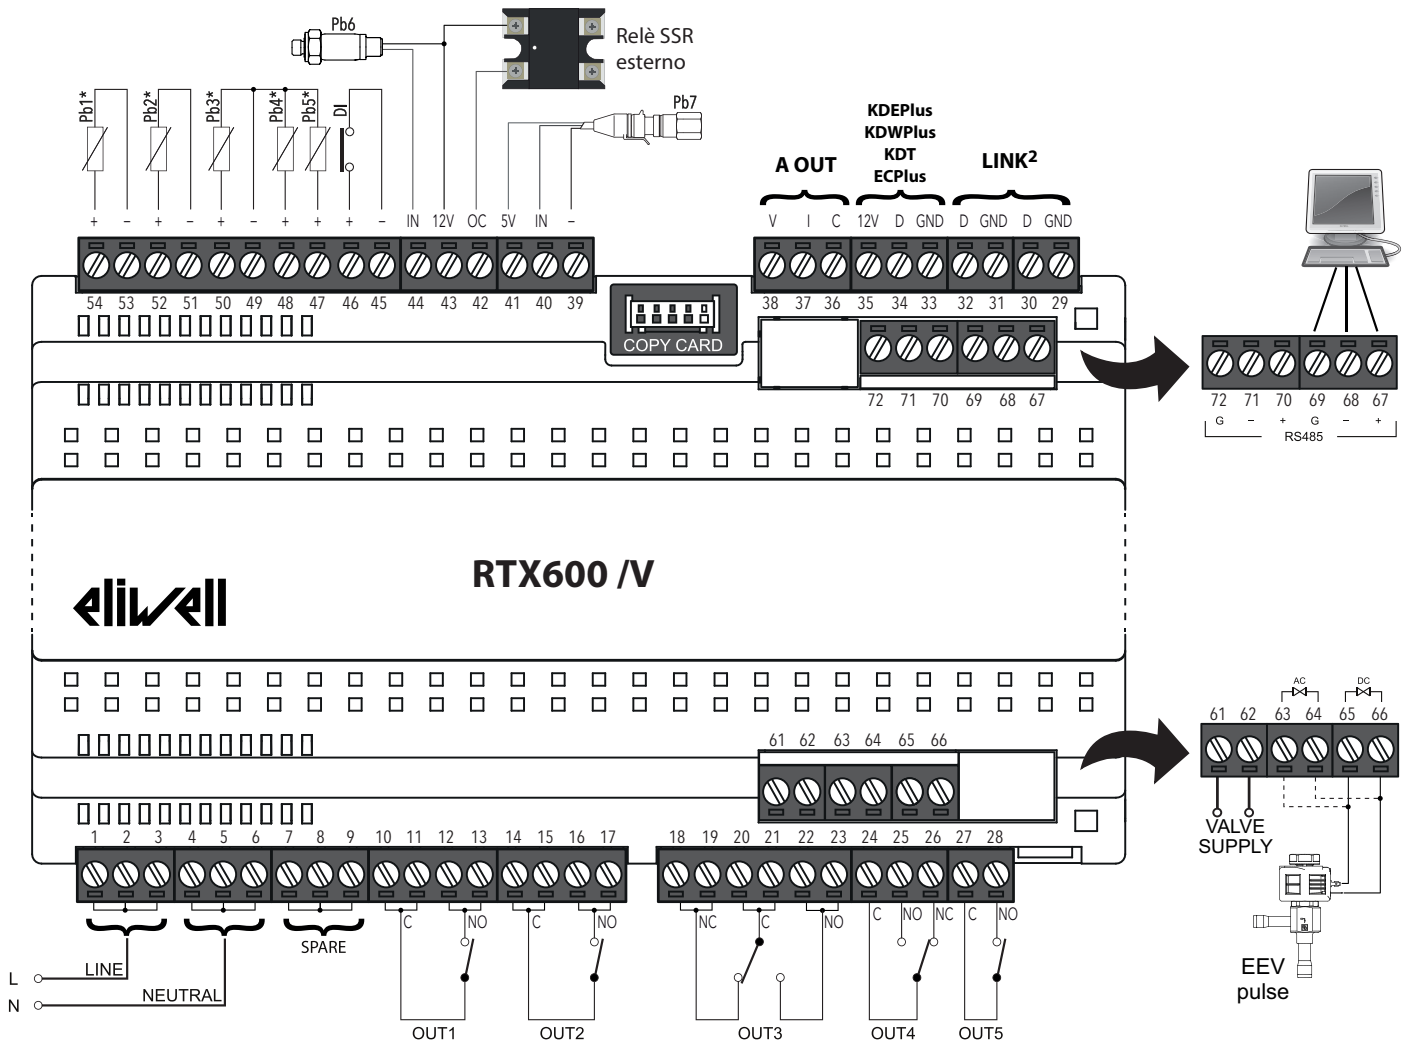 Pb6
Relè SSR
esterno
Pb1*
Pb2*
Pb3*
Pb4*
Pb5*
DI
Pb7
KDEPlus
KDWPlus
KDT
ECPlus
A OUT
LINK²
+ – + – + – + + + – IN 12V OC 5V IN –
V I C 12V D GND D GND D GND
54 53 52 51 50 49 48 47 46 45 44 43 42 41 40 39
38 37 36 35 34 33 32 31 30 29
COPY CARD
72 71 70 69 68 67
72 71 70 69 68 67
G – + G – +
RS485
RTX600 /V
eliwell
AC
DC
61 62 63 64 65 66
61 62 63 64 65 66
VALVE
SUPPLY
1 2 3 4 5 6 7 8 9 10 11 12 13 14 15 16 17
18 19 20 21 22 23 24 25 26 27 28
C NO C NO NC C NO C NO NC C NO
SPARE
L
LINE
N
NEUTRAL
OUT1
OUT2
OUT3
OUT4
OUT5
EEV
pulse